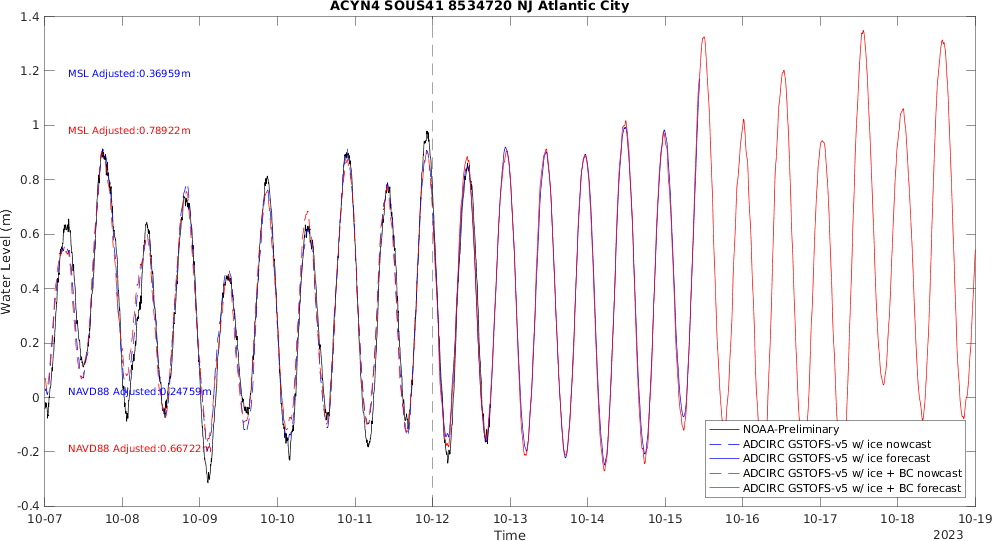 ACYN4 SOUS41 8534720 NJ Atlantic City
1.4
1.2
1
0.8
0.6
0.4
0.2
0
-0.2
-0.4
Water Level (m)
MSL Adjusted:0.36959m
MSL Adjusted:0.78922m
NAVD88 Adjusted:0.24759m
NAVD88 Adjusted:0.66722m
NOAA-Preliminary
ADCIRC GSTOFS-v5 w/ ice nowcast
ADCIRC GSTOFS-v5 w/ ice forecast
ADCIRC GSTOFS-v5 w/ ice + BC nowcast
ADCIRC GSTOFS-v5 w/ ice + BC forecast
10-07 10-08 10-09 10-10 10-11 10-12 10-13 10-14 10-15 10-16 10-17 10-18 10-19
Time
2023